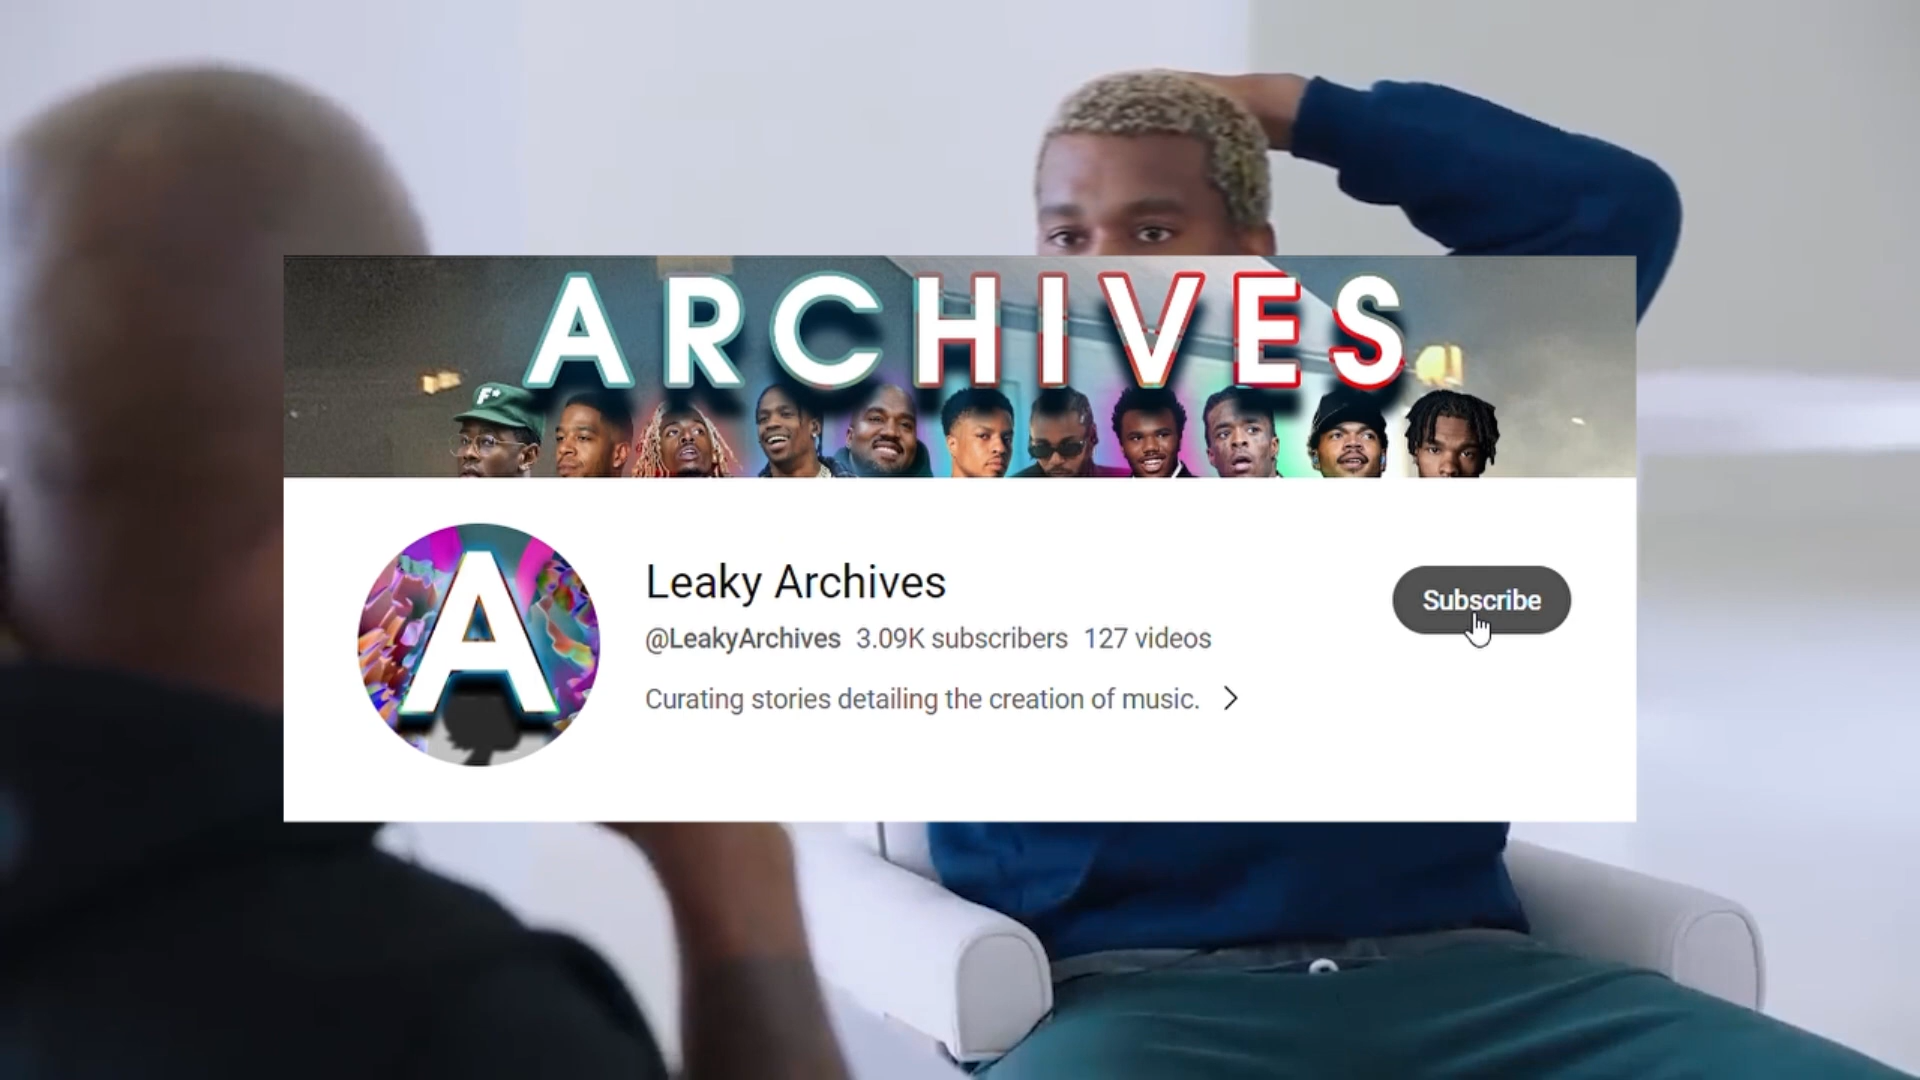 ARCHIVES
F*
A
Leaky Archives
@LeakyArchives 3.09K subscribers 127 videos
Subscribe
Curating stories detailing the creation of music.